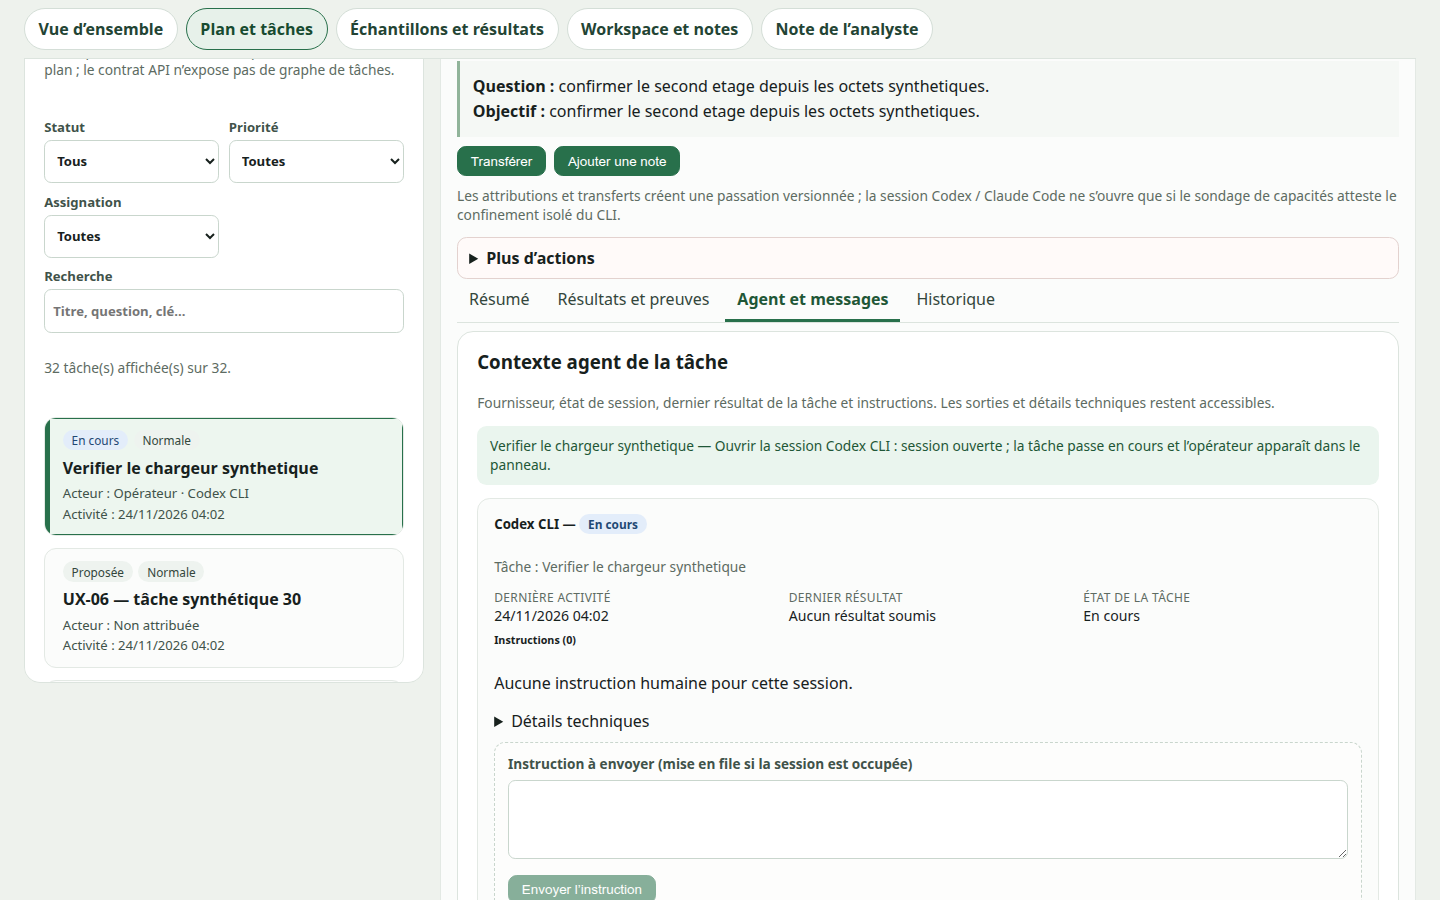 Vue d’ensemble
Plan et tâches
Échantillons et résultats
Workspace et notes
Note de l’analyste
plan ; le contrat API n’expose pas de graphe de tâches.
Statut
Priorité
Tous
Toutes
Assignation
Toutes
Recherche
Titre, question, clé…
32 tâche(s) affichée(s) sur 32.
En cours
Normale
Verifier le chargeur synthetique
Acteur : Opérateur · Codex CLI
Activité : 24/11/2026 04:02
Proposée
Normale
UX-06 — tâche synthétique 30
Acteur : Non attribuée
Activité : 24/11/2026 04:02
Question : confirmer le second etage depuis les octets synthetiques.
Objectif : confirmer le second etage depuis les octets synthetiques.
Transférer
Ajouter une note
Les attributions et transferts créent une passation versionnée ; la session Codex / Claude Code ne s’ouvre que si le sondage de capacités atteste le
confinement isolé du CLI.
Plus d’actions
Résumé
Résultats et preuves
Agent et messages
Historique
Contexte agent de la tâche
Fournisseur, état de session, dernier résultat de la tâche et instructions. Les sorties et détails techniques restent accessibles.
Verifier le chargeur synthetique — Ouvrir la session Codex CLI : session ouverte ; la tâche passe en cours et l’opérateur apparaît dans le
panneau.
Codex CLI — En cours
Tâche : Verifier le chargeur synthetique
DERNIÈRE ACTIVITÉ
24/11/2026 04:02
DERNIER RÉSULTAT
Aucun résultat soumis
ÉTAT DE LA TÂCHE
En cours
Instructions (0)
Aucune instruction humaine pour cette session.
Détails techniques
Instruction à envoyer (mise en file si la session est occupée)
Envoyer l’instruction